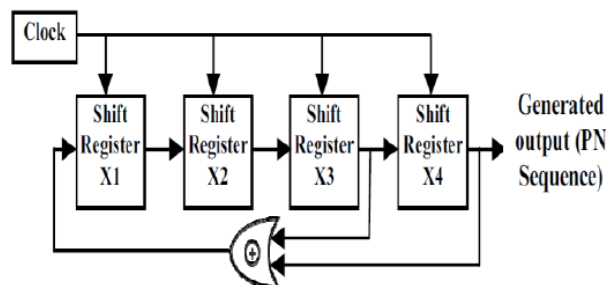 Clock
Shift
Register
X1
Shift
Register
X2
Shift
Register
X3
Shift
Register
X4
Generated
output (PN
Sequence)
+